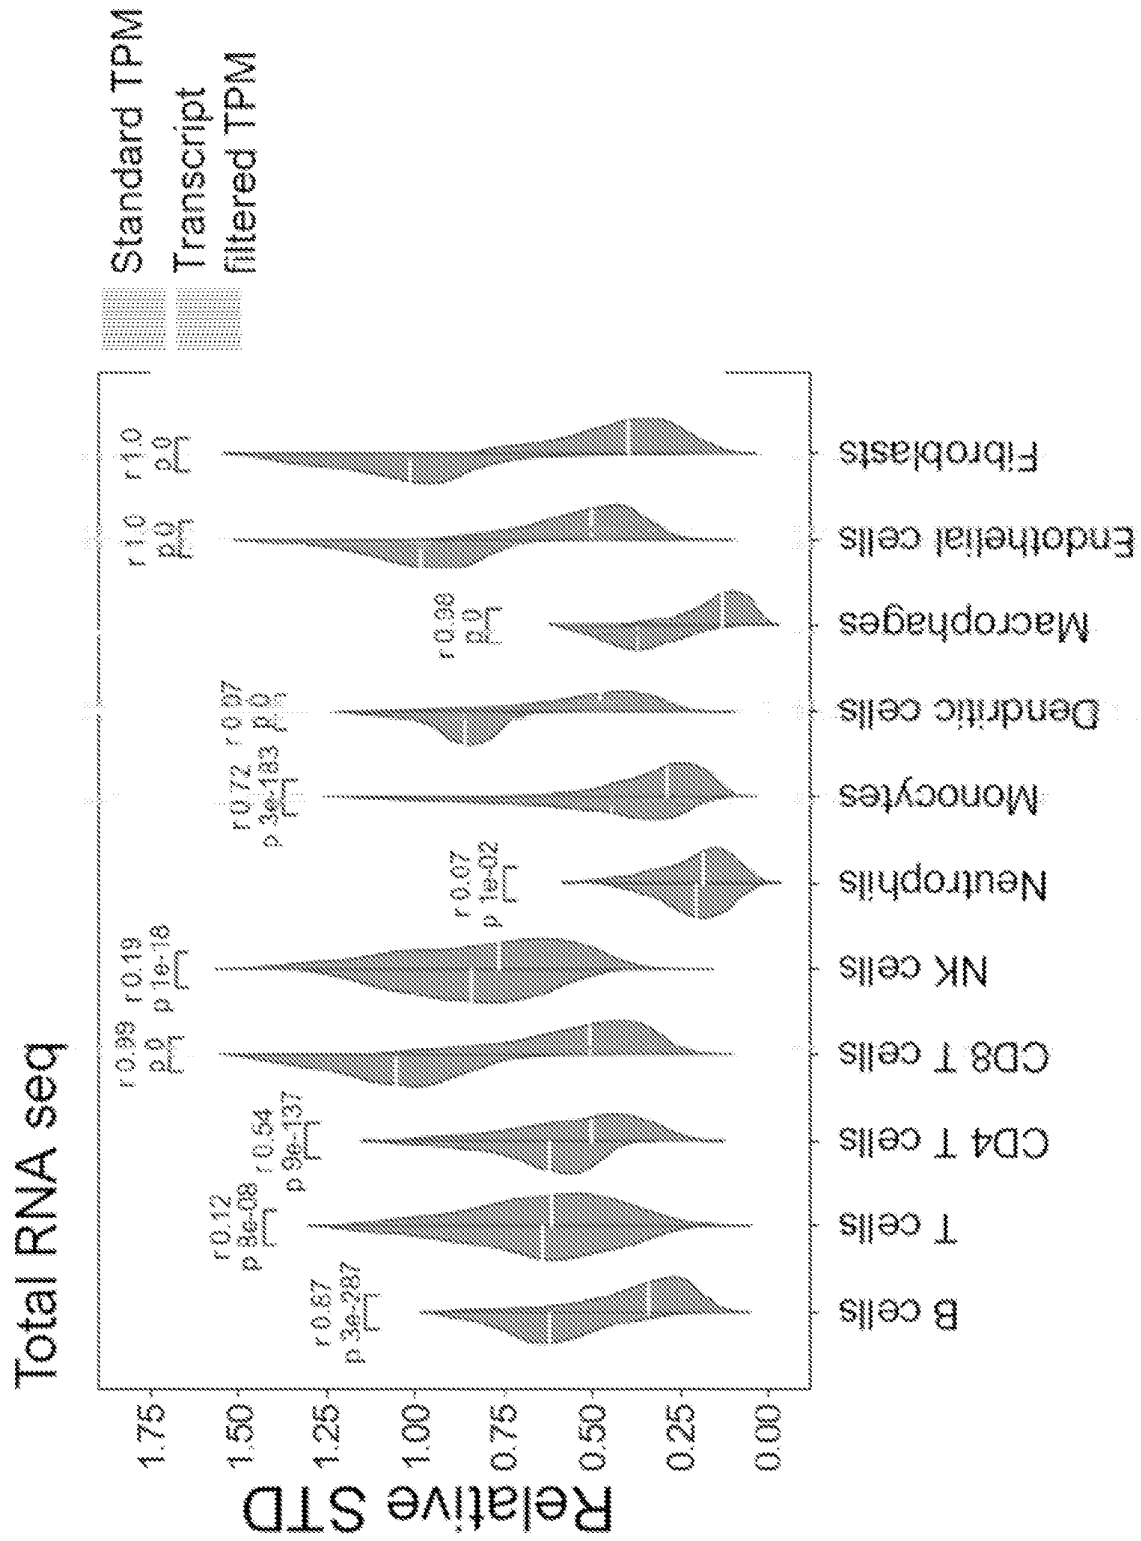 Total RNA seq
Standard TPM
Transcript
filtered TPM
Relative STD
1.75
1.50
1.25
1.00
0.75
0.50
0.25
0.00
r 0.87
p 3e-287
r 0.12
p 8e-08
r 0.54
p 9e-137
r 0.99
p 0
r 0.19
p 1e-18
r 0.07
p 1e-02
r 0.72
p 3e-183
r 0.97
p 0
r 0.98
p 0
r 1.0
p 0
r 1.0
p 0
B cells
T cells
CD4 T cells
CD8 T cells
NK cells
Neutrophils
Monocytes
Dendritic cells
Macrophages
Endothelial cells
Fibroblasts